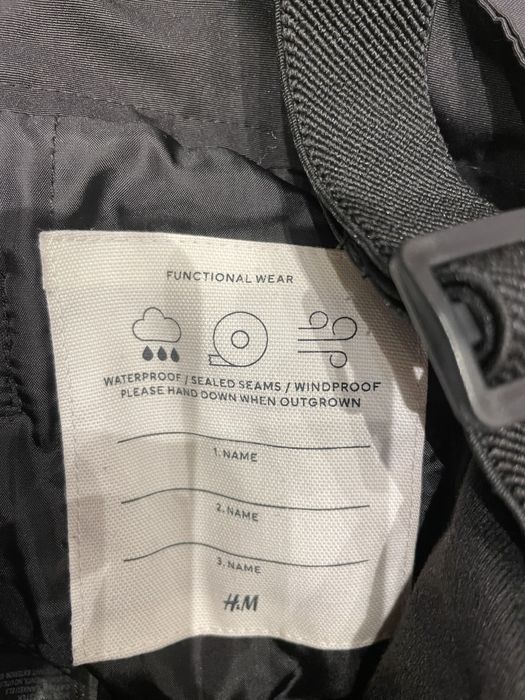 FUNCTIONAL WEAR
WATERPROOF / SEALED SEAMS / WINDPROOF
PLEASE HAND DOWN WHEN OUTGROWN
1. NAME
2. NAME
3. NAME
H&M